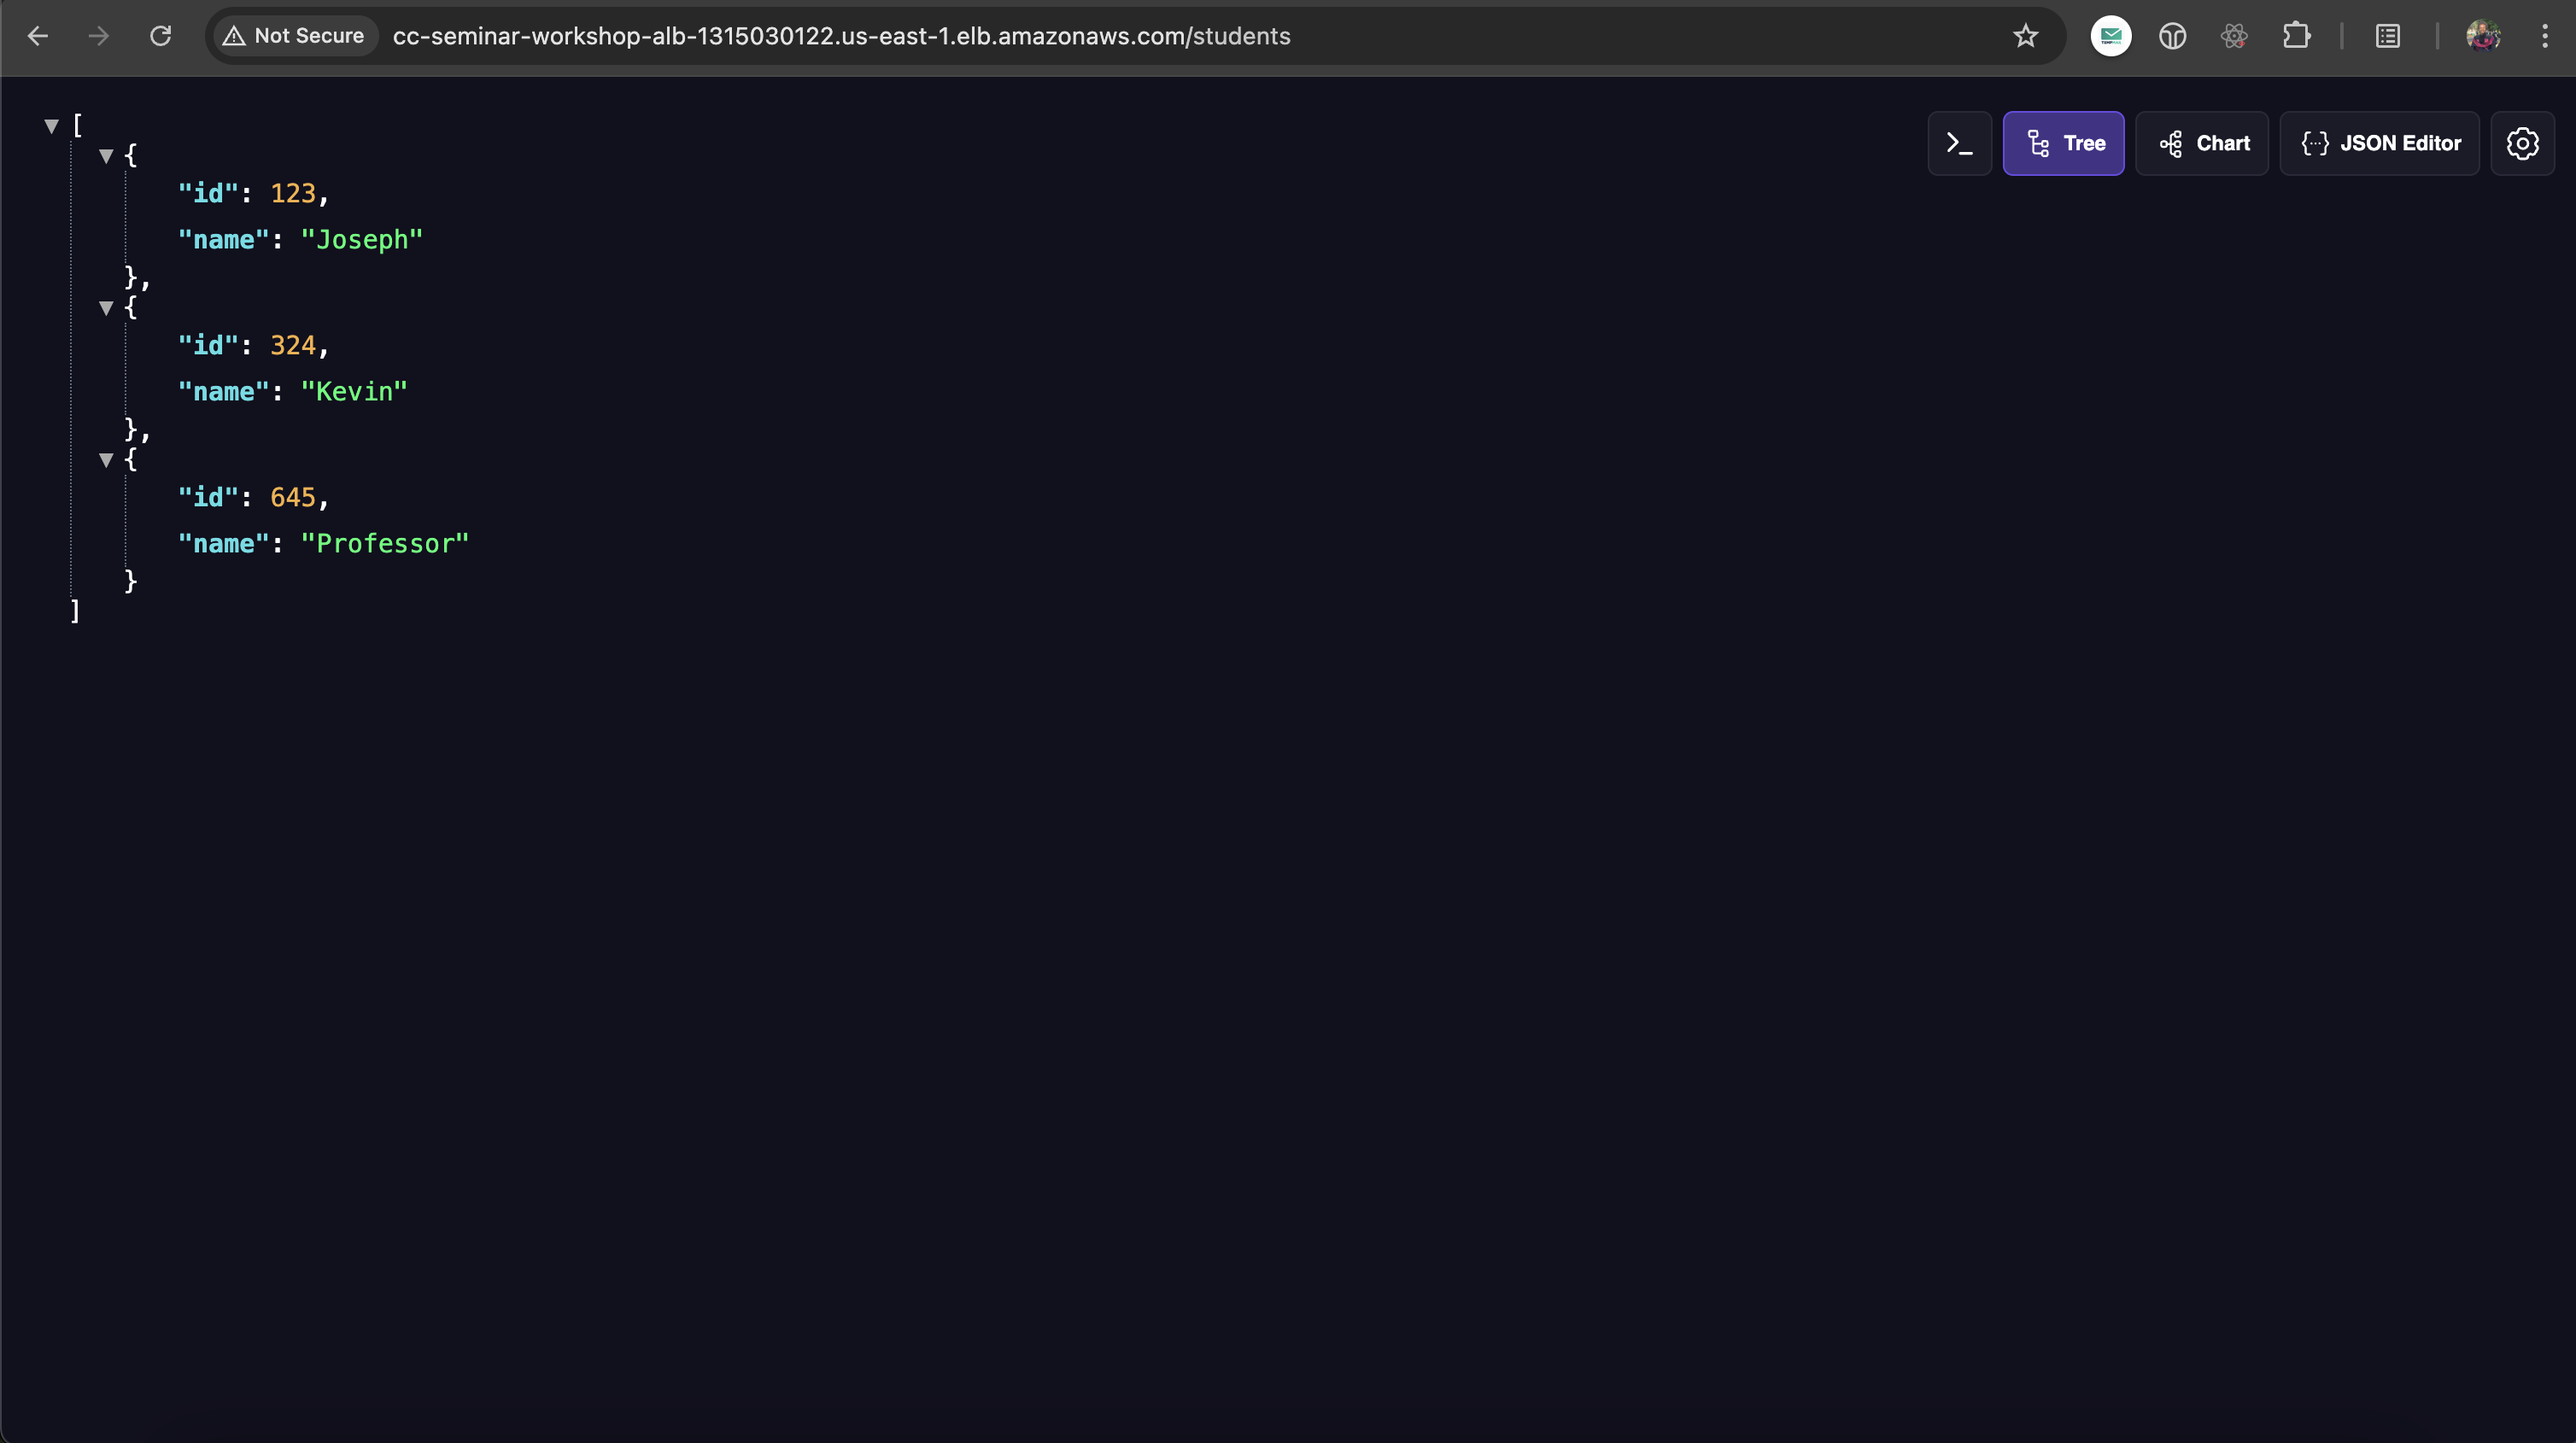 Not Secure cc-seminar-workshop-alb-1315030122.us-east-1.elb.amazonaws.com/students
Tree Chart {···} JSON Editor
[
{
"id": 123,
"name": "Joseph"
},
{
"id": 324,
"name": "Kevin"
},
{
"id": 645,
"name": "Professor"
}
]